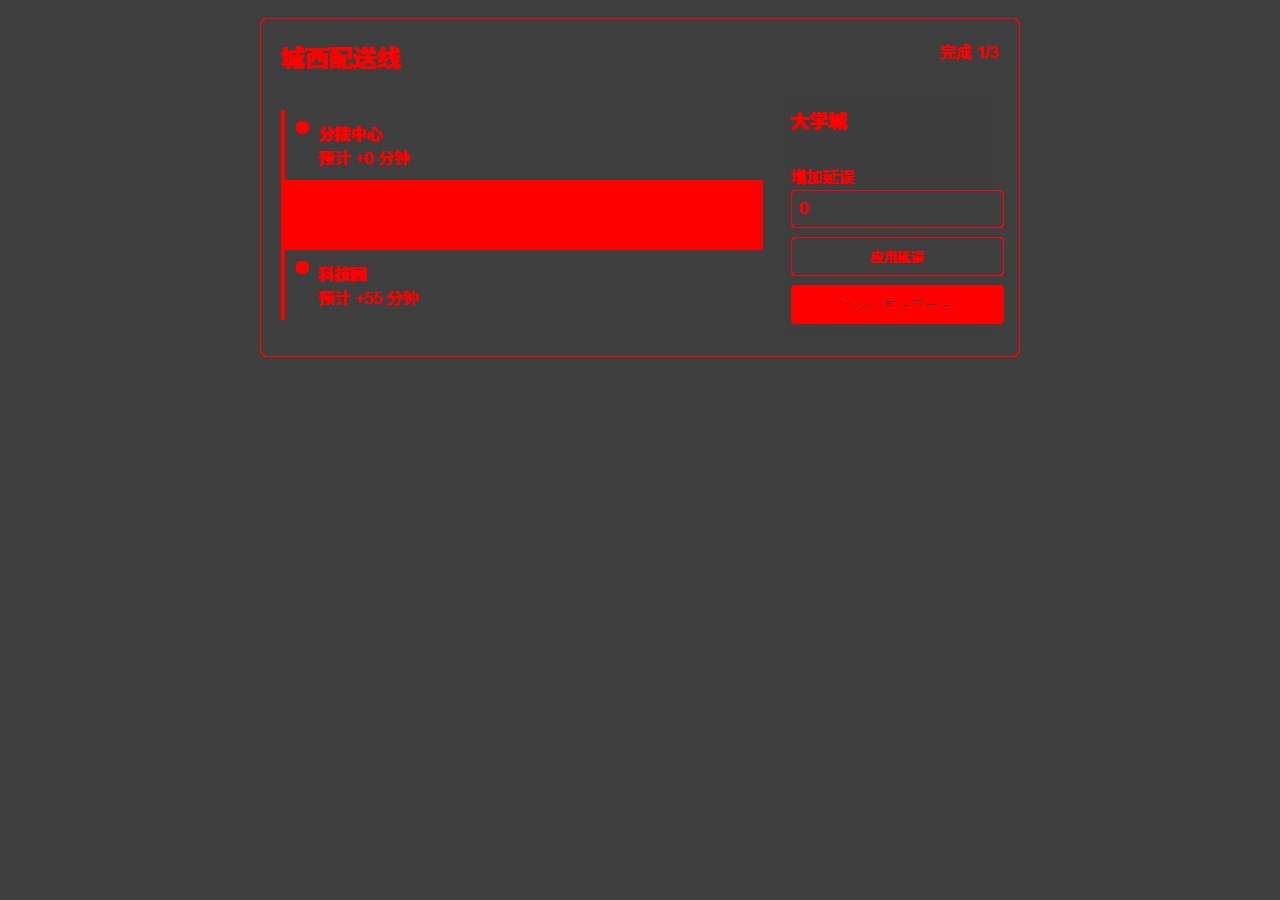 城西配送线
完成 1/3
分拨中心
预计 +0 分钟
科技园
预计 +55 分钟
大学城
增加延误
0
应用延误